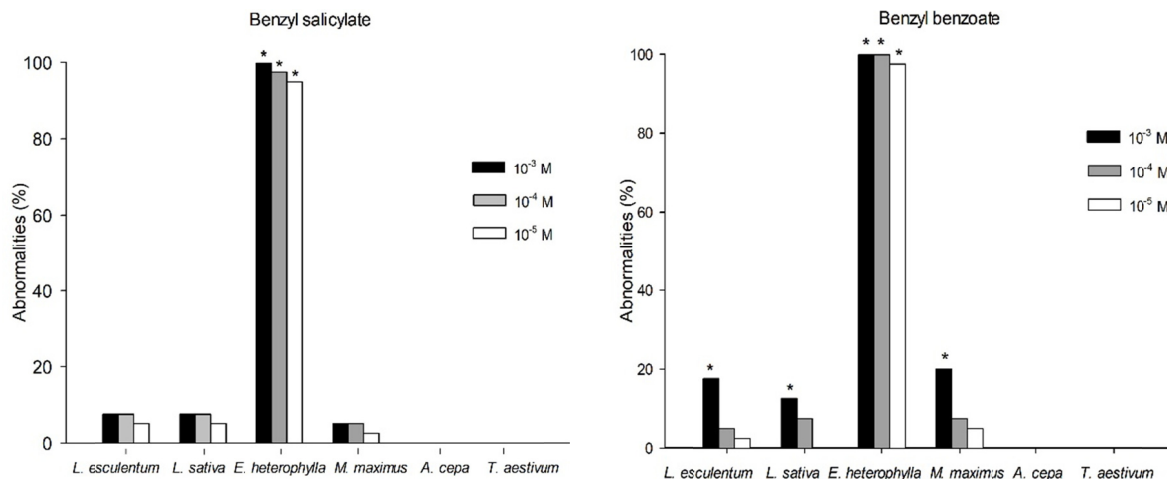 Benzyl salicylate
Abnormalities (%)
100
80
60
40
20
0
* * *
10⁻³ M
10⁻⁴ M
10⁻⁵ M
L. esculentum L. sativa E. heterophylla M. maximus A. cepa T. aestivum
Benzyl benzoate
Abnormalities (%)
100
80
60
40
20
0
* * * * * *
10⁻³ M
10⁻⁴ M
10⁻⁵ M
L. esculentum L. sativa E. heterophylla M. maximus A. cepa T. aestivum